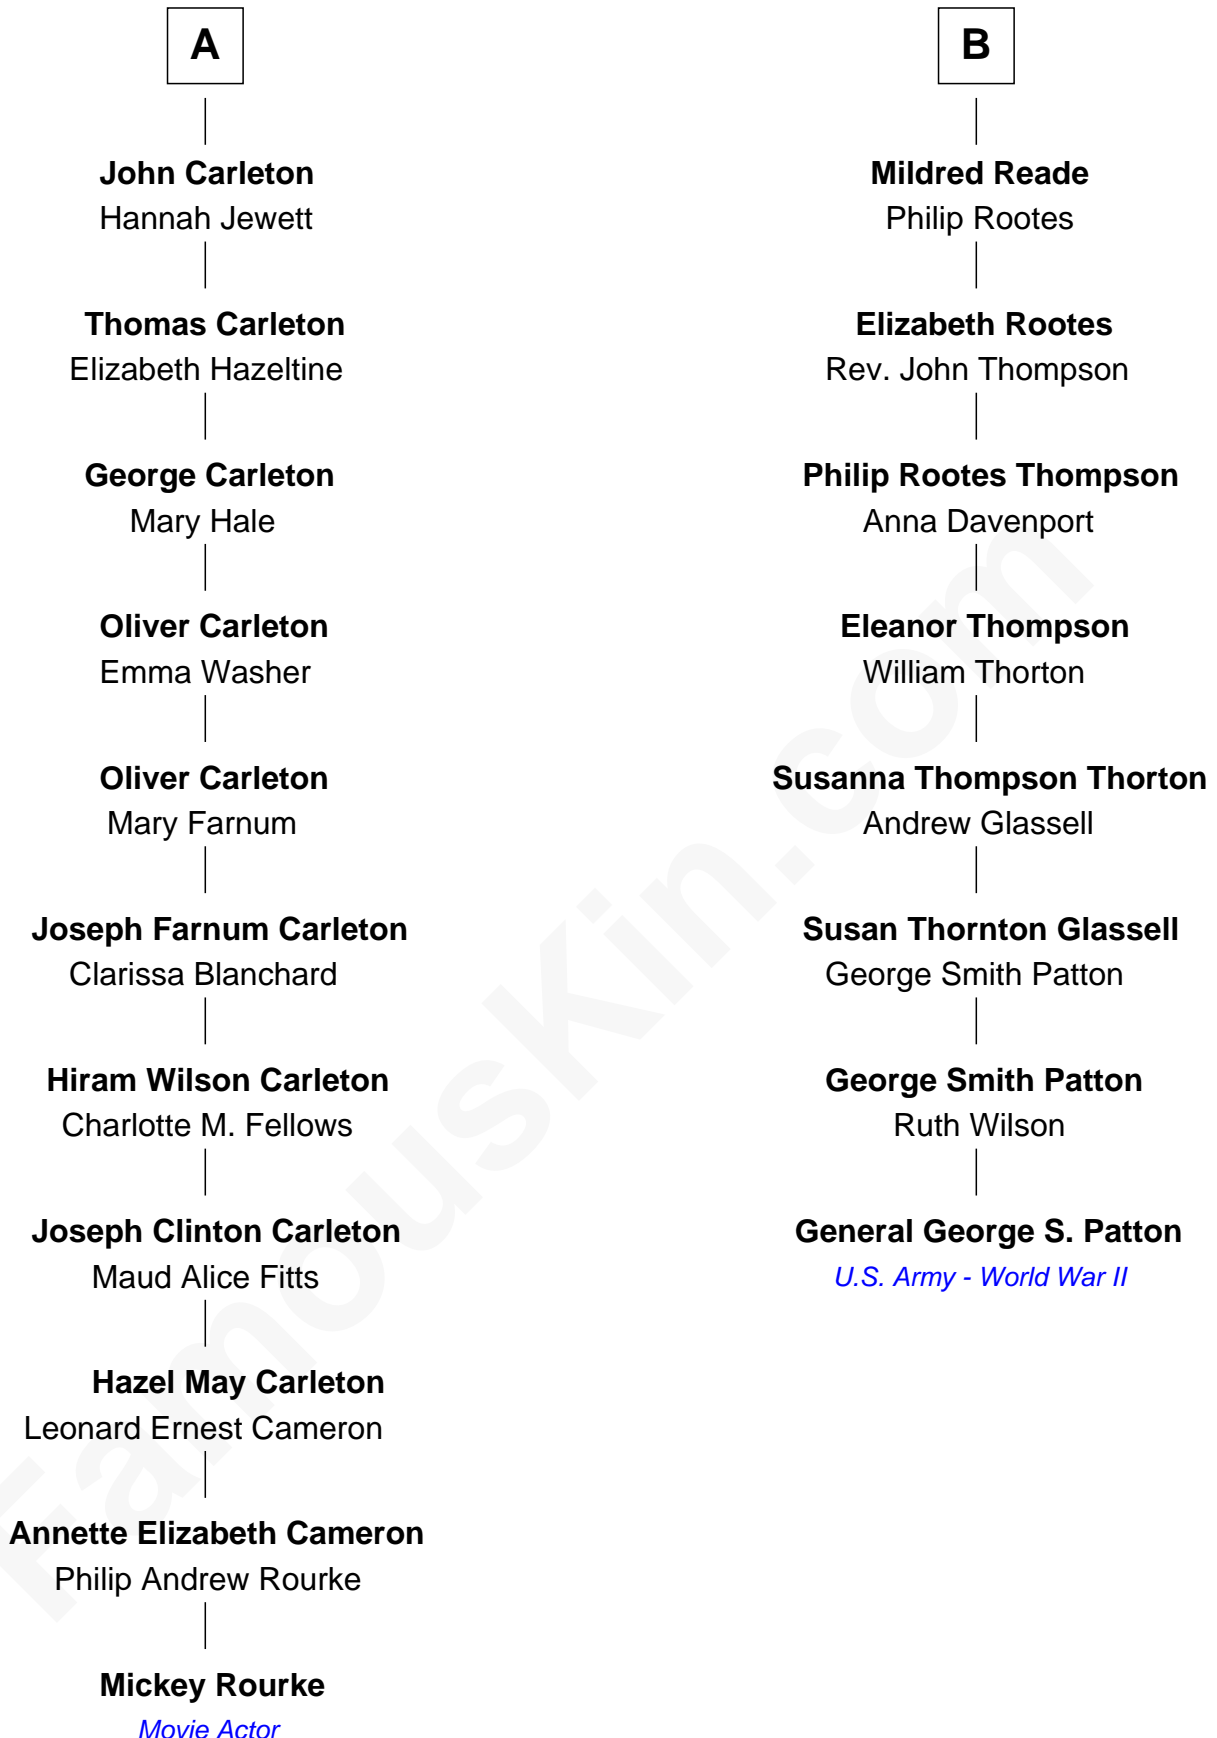 A
John Carleton
Hannah Jewett
Thomas Carleton
Elizabeth Hazeltine
George Carleton
Mary Hale
Oliver Carleton
Emma Washer
Oliver Carleton
Mary Farnum
Joseph Farnum Carleton
Clarissa Blanchard
Hiram Wilson Carleton
Charlotte M. Fellows
Joseph Clinton Carleton
Maud Alice Fitts
Hazel May Carleton
Leonard Ernest Cameron
Annette Elizabeth Cameron
Philip Andrew Rourke
Mickey Rourke
Movie Actor
B
Mildred Reade
Philip Rootes
Elizabeth Rootes
Rev. John Thompson
Philip Rootes Thompson
Anna Davenport
Eleanor Thompson
William Thorton
Susanna Thompson Thorton
Andrew Glassell
Susan Thornton Glassell
George Smith Patton
George Smith Patton
Ruth Wilson
General George S. Patton
U.S. Army - World War II
FamousKin.com